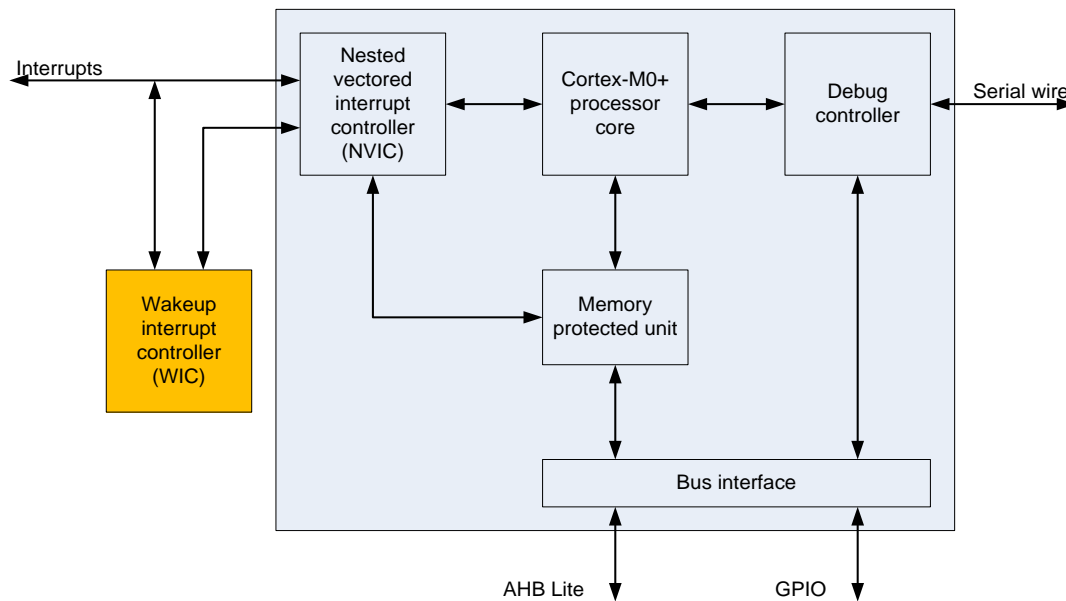 Interrupts
Nested
vectored
interrupt
controller
(NVIC)
Cortex-M0+
processor
core
Debug
controller
Serial wire
Wakeup
interrupt
controller
(WIC)
Memory
protected unit
Bus interface
AHB Lite
GPIO